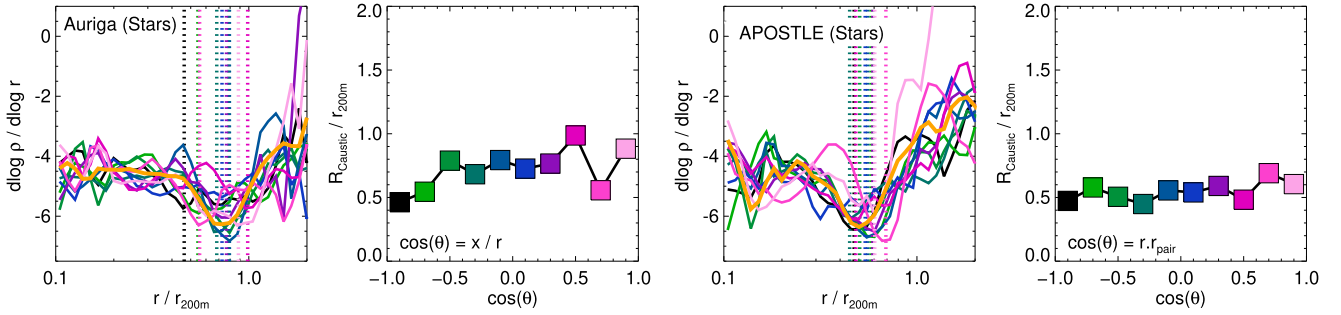 Auriga (Stars)
dlog ρ / dlog r
0
-2
-4
-6
0.1
1.0
r / r200m
RCaustic / r200m
2.0
1.5
1.0
0.5
0.0
cos(θ) = x / r
-1.0
-0.5
0.0
0.5
1.0
cos(θ)
APOSTLE (Stars)
dlog ρ / dlog r
0
-2
-4
-6
0.1
1.0
r / r200m
RCaustic / r200m
2.0
1.5
1.0
0.5
0.0
cos(θ) = r.rpair
-1.0
-0.5
0.0
0.5
1.0
cos(θ)